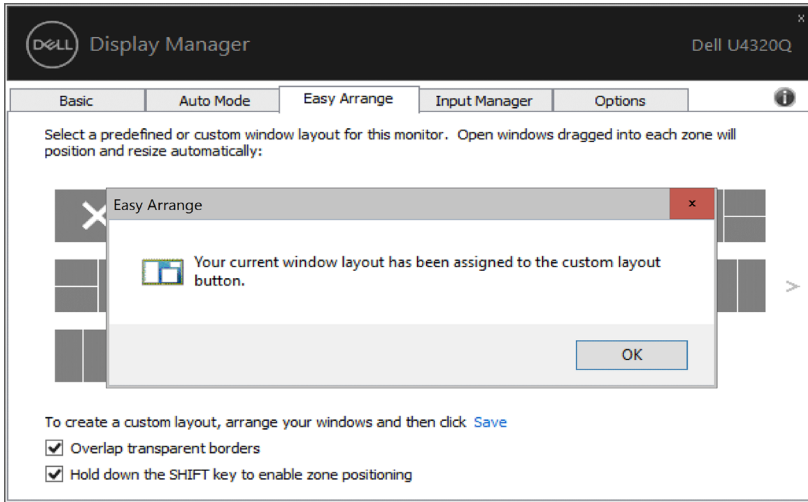 x
DELL Display Manager
Dell U4320Q
Basic Auto Mode Easy Arrange Input Manager Options i
Select a predefined or custom window layout for this monitor. Open windows dragged into each zone will
position and resize automatically:
Easy Arrange x
Your current window layout has been assigned to the custom layout
button.
OK
>
To create a custom layout, arrange your windows and then click Save
Overlap transparent borders
Hold down the SHIFT key to enable zone positioning